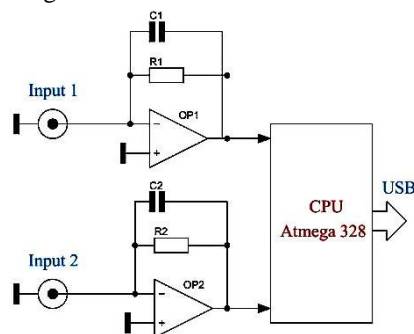 C1
R1
Input 1
OP1
−
+
USB
CPU
Atmega 328
C2
R2
Input 2
OP2
−
+